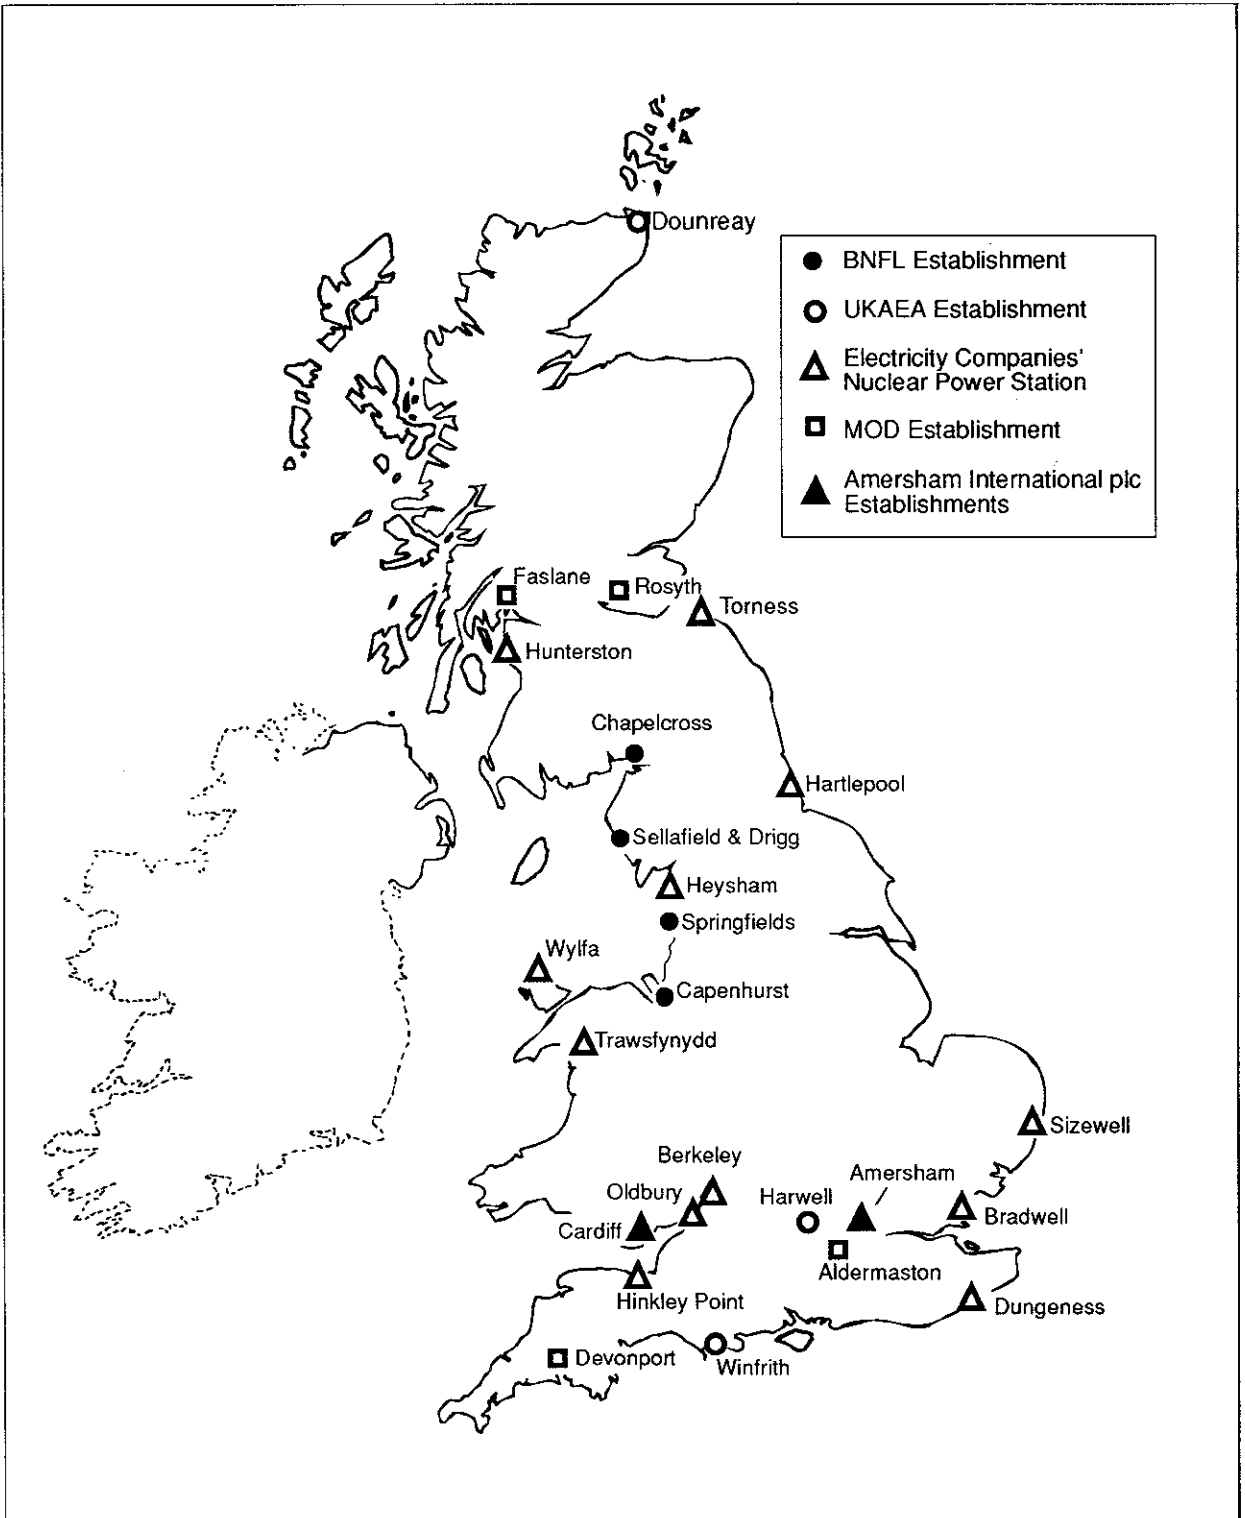 Dounreay
BNFL Establishment
UKAEA Establishment
Electricity Companies'
Nuclear Power Station
MOD Establishment
Amersham International plc
Establishments
Faslane
Rosyth
Torness
Hunterston
Chapelcross
Hartlepool
Sellafield & Drigg
Heysham
Springfields
Wylfa
Capenhurst
Trawsfynydd
Sizewell
Berkeley
Amersham
Oldbury
Harwell
Bradwell
Cardiff
Aldermaston
Hinkley Point
Dungeness
Devonport
Winfrith